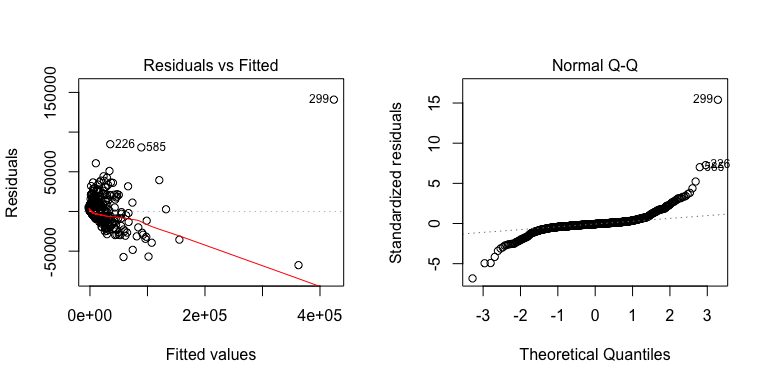 Residuals vs Fitted
Residuals
150000
50000
-50000
299
226
585
0e+00
2e+05
4e+05
Fitted values
Normal Q-Q
Standardized residuals
15
10
5
0
-5
299
226
585
-3
-2
-1
0
1
2
3
Theoretical Quantiles